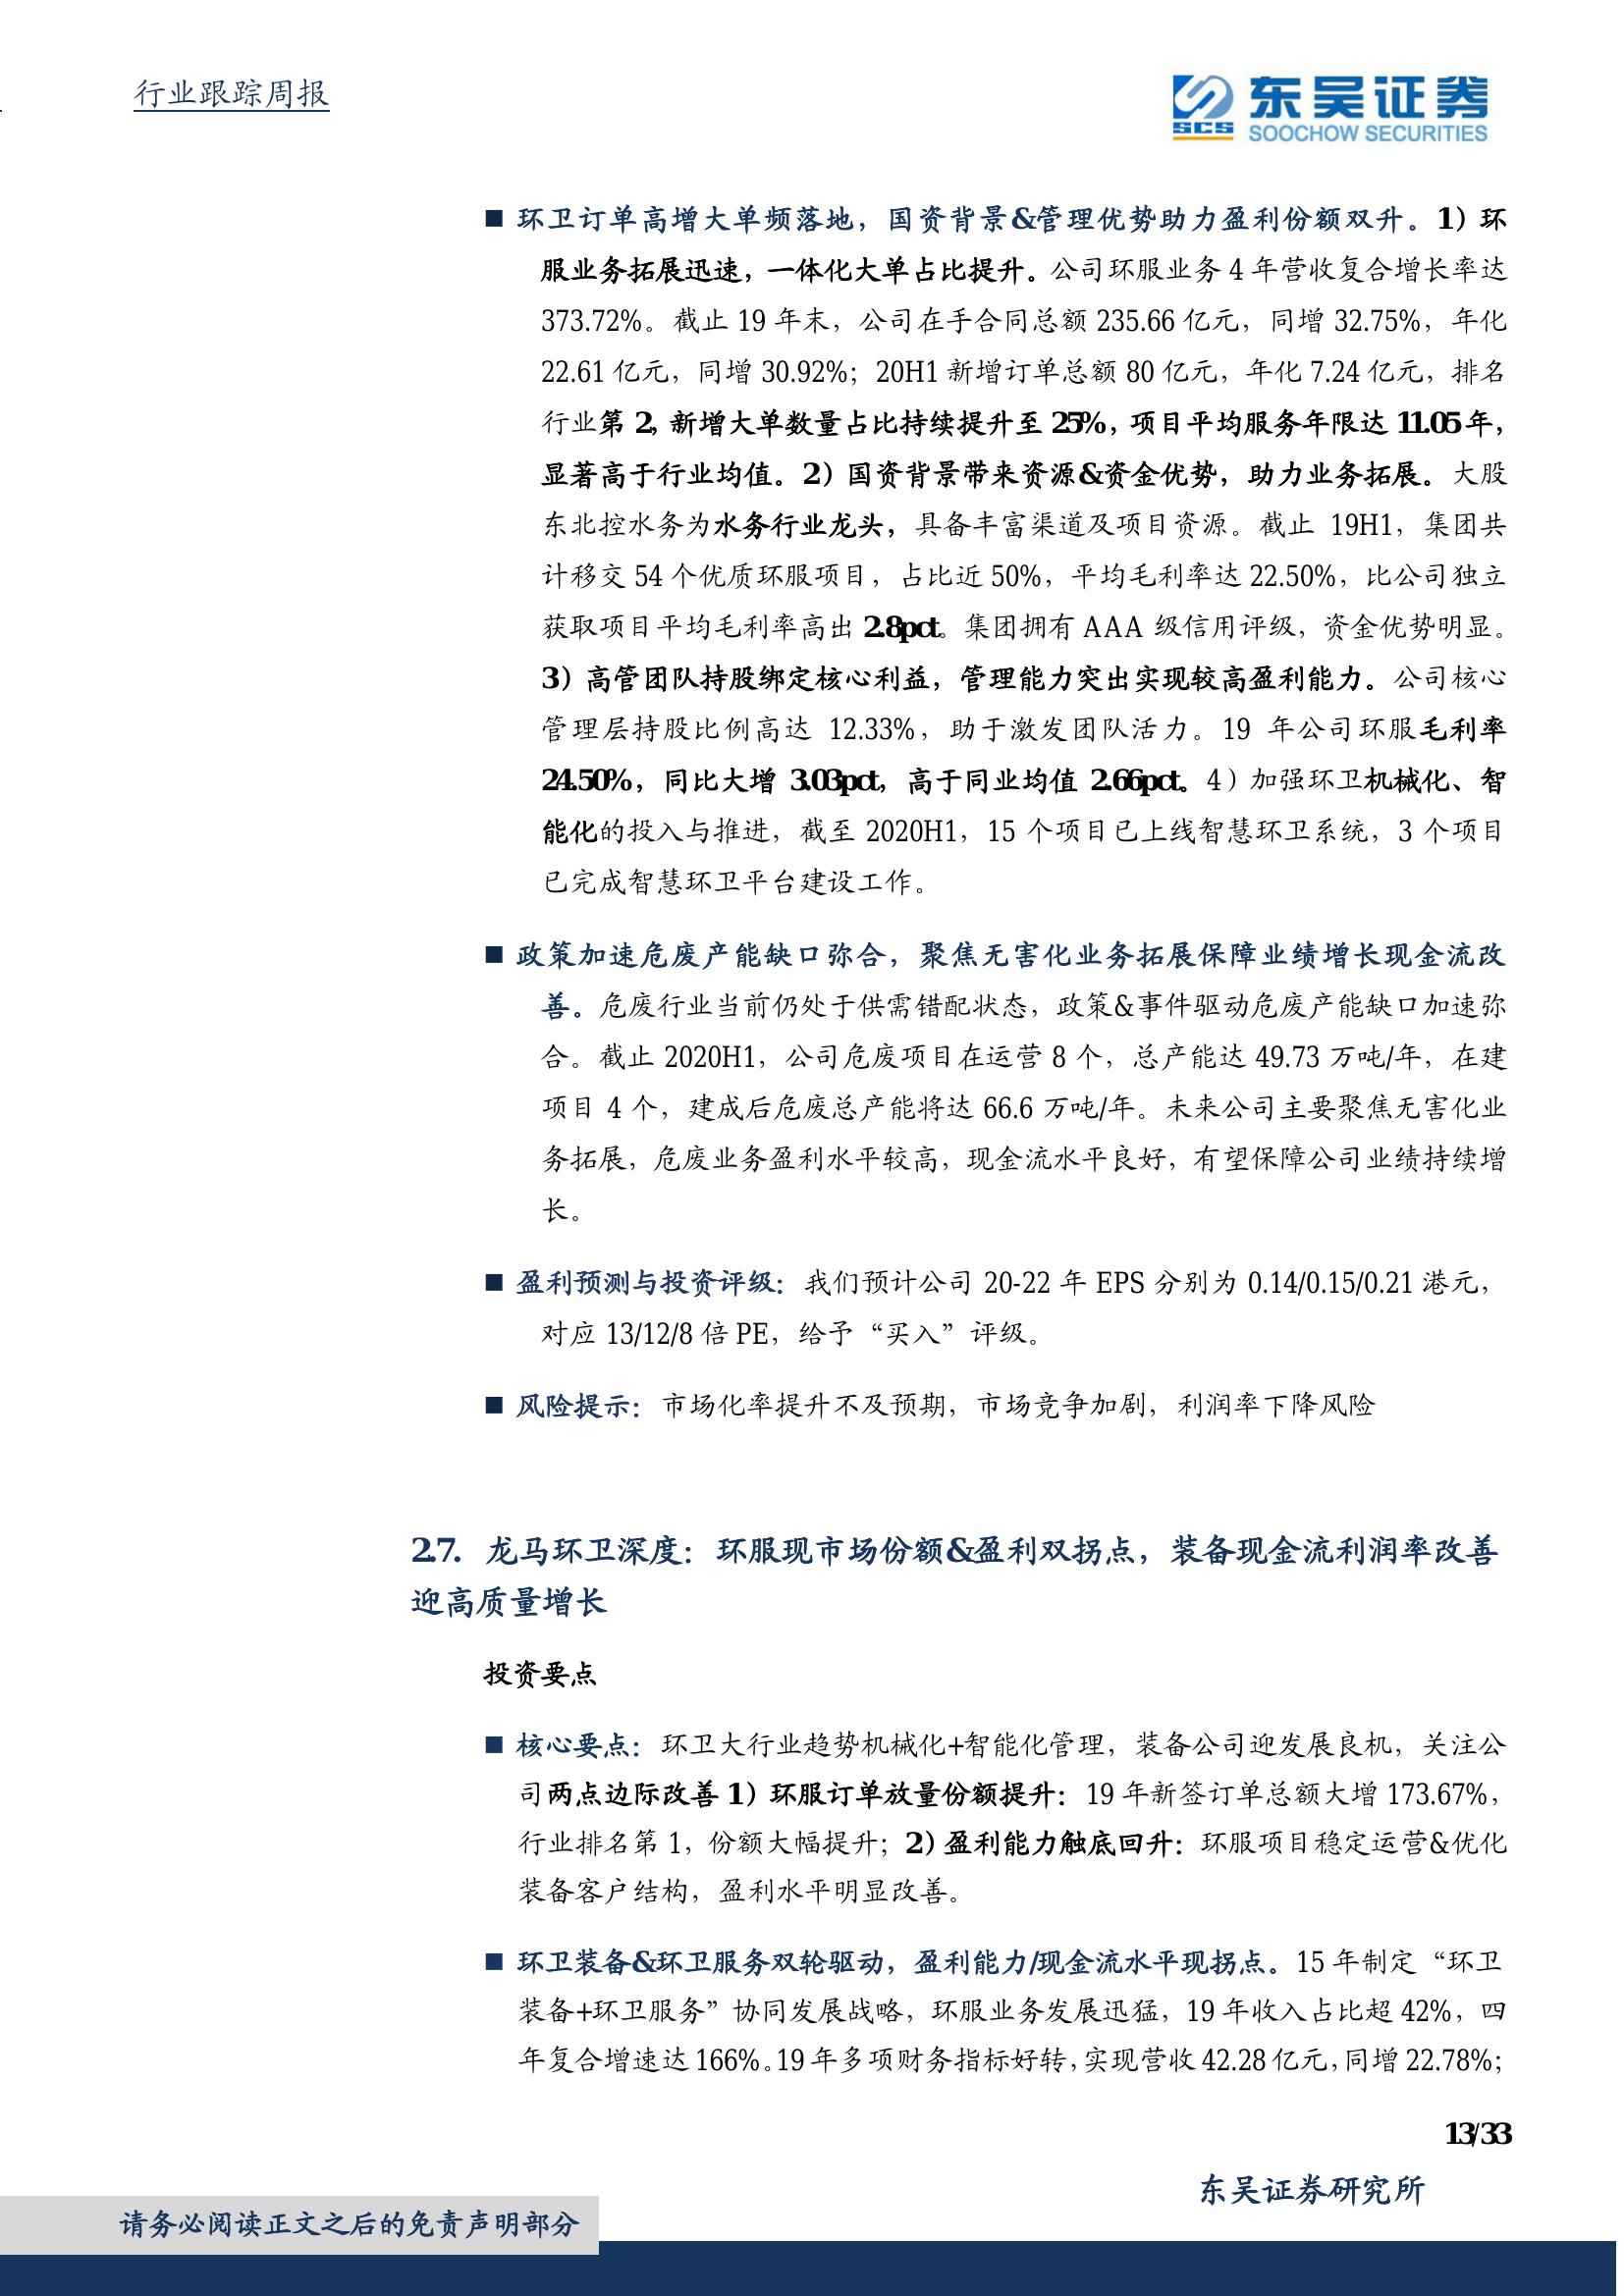 行业跟踪周报
SCS 东吴证券
SOOCHOW SECURITIES
■ 环卫订单高增大单频落地，国资背景&管理优势助力盈利份额双升。1）环
服业务拓展迅速，一体化大单占比提升。公司环服业务 4 年营收复合增长率达
373.72%。截止 19 年末，公司在手合同总额 235.66 亿元，同增 32.75%，年化
22.61 亿元，同增 30.92%；20H1 新增订单总额 80 亿元，年化 7.24 亿元，排名
行业第 2，新增大单数量占比持续提升至 25%，项目平均服务年限达 11.05 年，
显著高于行业均值。2）国资背景带来资源&资金优势，助力业务拓展。大股
东北控水务为水务行业龙头，具备丰富渠道及项目资源。截止 19H1，集团共
计移交 54 个优质环服项目，占比近 50%，平均毛利率达 22.50%，比公司独立
获取项目平均毛利率高出 2.8pct。集团拥有 AAA 级信用评级，资金优势明显。
3）高管团队持股绑定核心利益，管理能力突出实现较高盈利能力。公司核心
管理层持股比例高达 12.33%，助于激发团队活力。19 年公司环服毛利率
24.50%，同比大增 3.03pct，高于同业均值 2.66pct。4）加强环卫机械化、智
能化的投入与推进，截至 2020H1，15 个项目已上线智慧环卫系统，3 个项目
已完成智慧环卫平台建设工作。
■ 政策加速危废产能缺口弥合，聚焦无害化业务拓展保障业绩增长现金流改
善。危废行业当前仍处于供需错配状态，政策&事件驱动危废产能缺口加速弥
合。截止 2020H1，公司危废项目在运营 8 个，总产能达 49.73 万吨/年，在建
项目 4 个，建成后危废总产能将达 66.6 万吨/年。未来公司主要聚焦无害化业
务拓展，危废业务盈利水平较高，现金流水平良好，有望保障公司业绩持续增
长。
■ 盈利预测与投资评级：我们预计公司 20-22 年 EPS 分别为 0.14/0.15/0.21 港元，
对应 13/12/8 倍 PE，给予“买入”评级。
■ 风险提示：市场化率提升不及预期，市场竞争加剧，利润率下降风险
2.7. 龙马环卫深度：环服现市场份额&盈利双拐点，装备现金流利润率改善
迎高质量增长
投资要点
■ 核心要点：环卫大行业趋势机械化+智能化管理，装备公司迎发展良机，关注公
司两点边际改善 1）环服订单放量份额提升：19 年新签订单总额大增 173.67%，
行业排名第 1，份额大幅提升；2）盈利能力触底回升：环服项目稳定运营&优化
装备客户结构，盈利水平明显改善。
■ 环卫装备&环卫服务双轮驱动，盈利能力/现金流水平现拐点。15 年制定“环卫
装备+环卫服务”协同发展战略，环服业务发展迅猛，19 年收入占比超 42%，四
年复合增速达 166%。19 年多项财务指标好转，实现营收 42.28 亿元，同增 22.78%；
13/33
东吴证券研究所
请务必阅读正文之后的免责声明部分